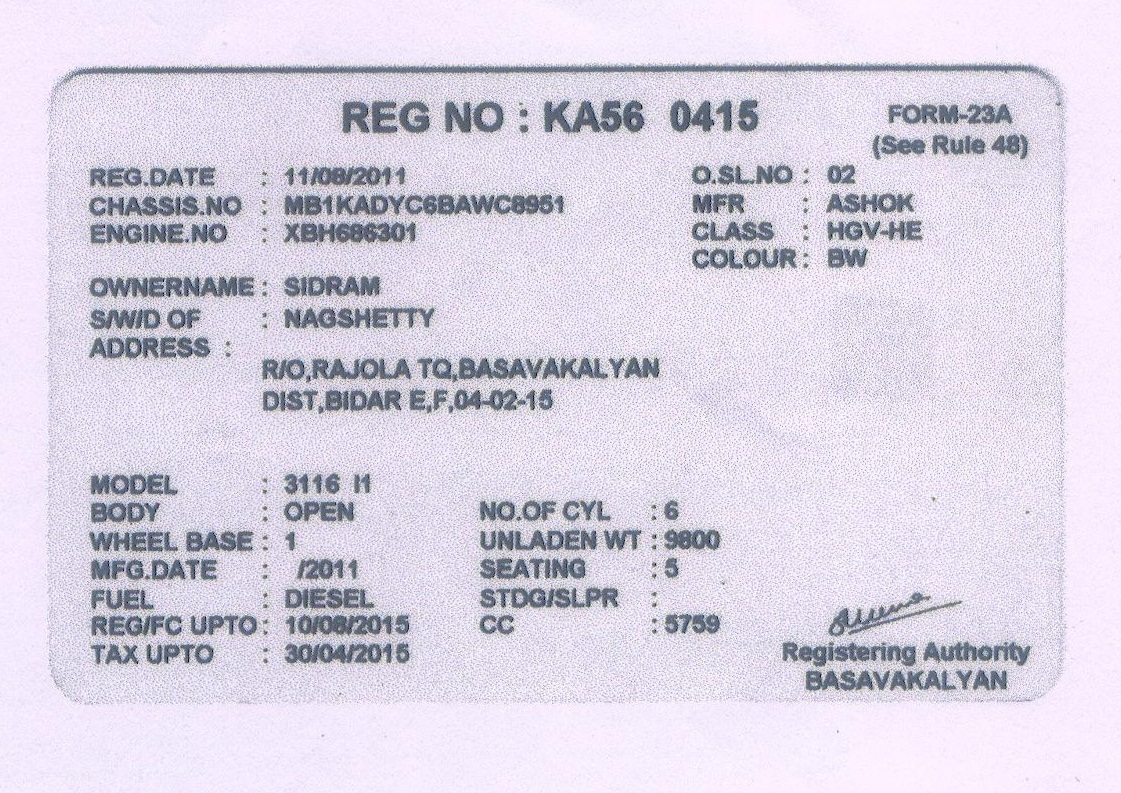 REG NO : KA56 0415
FORM-23A
(See Rule 48)
REG.DATE : 11/08/2011
O.SL.NO : 02
CHASSIS.NO : MB1KADYC6BAWC8951
MFR : ASHOK
ENGINE.NO : XBH686301
CLASS : HGV-HE
COLOUR : BW
OWNERNAME : SIDRAM
S/W/D OF : NAGSHETTY
ADDRESS :
R/O,RAJOLA TQ,BASAVAKALYAN
DIST,BIDAR E,F,04-02-15
MODEL : 3116 I1
BODY : OPEN
NO.OF CYL : 6
WHEEL BASE : 1
UNLADEN WT : 9800
MFG.DATE : /2011
SEATING : 5
FUEL : DIESEL
STDG/SLPR :
REG/FC UPTO : 10/08/2015
CC : 5759
TAX UPTO : 30/04/2015
Registering Authority
BASAVAKALYAN